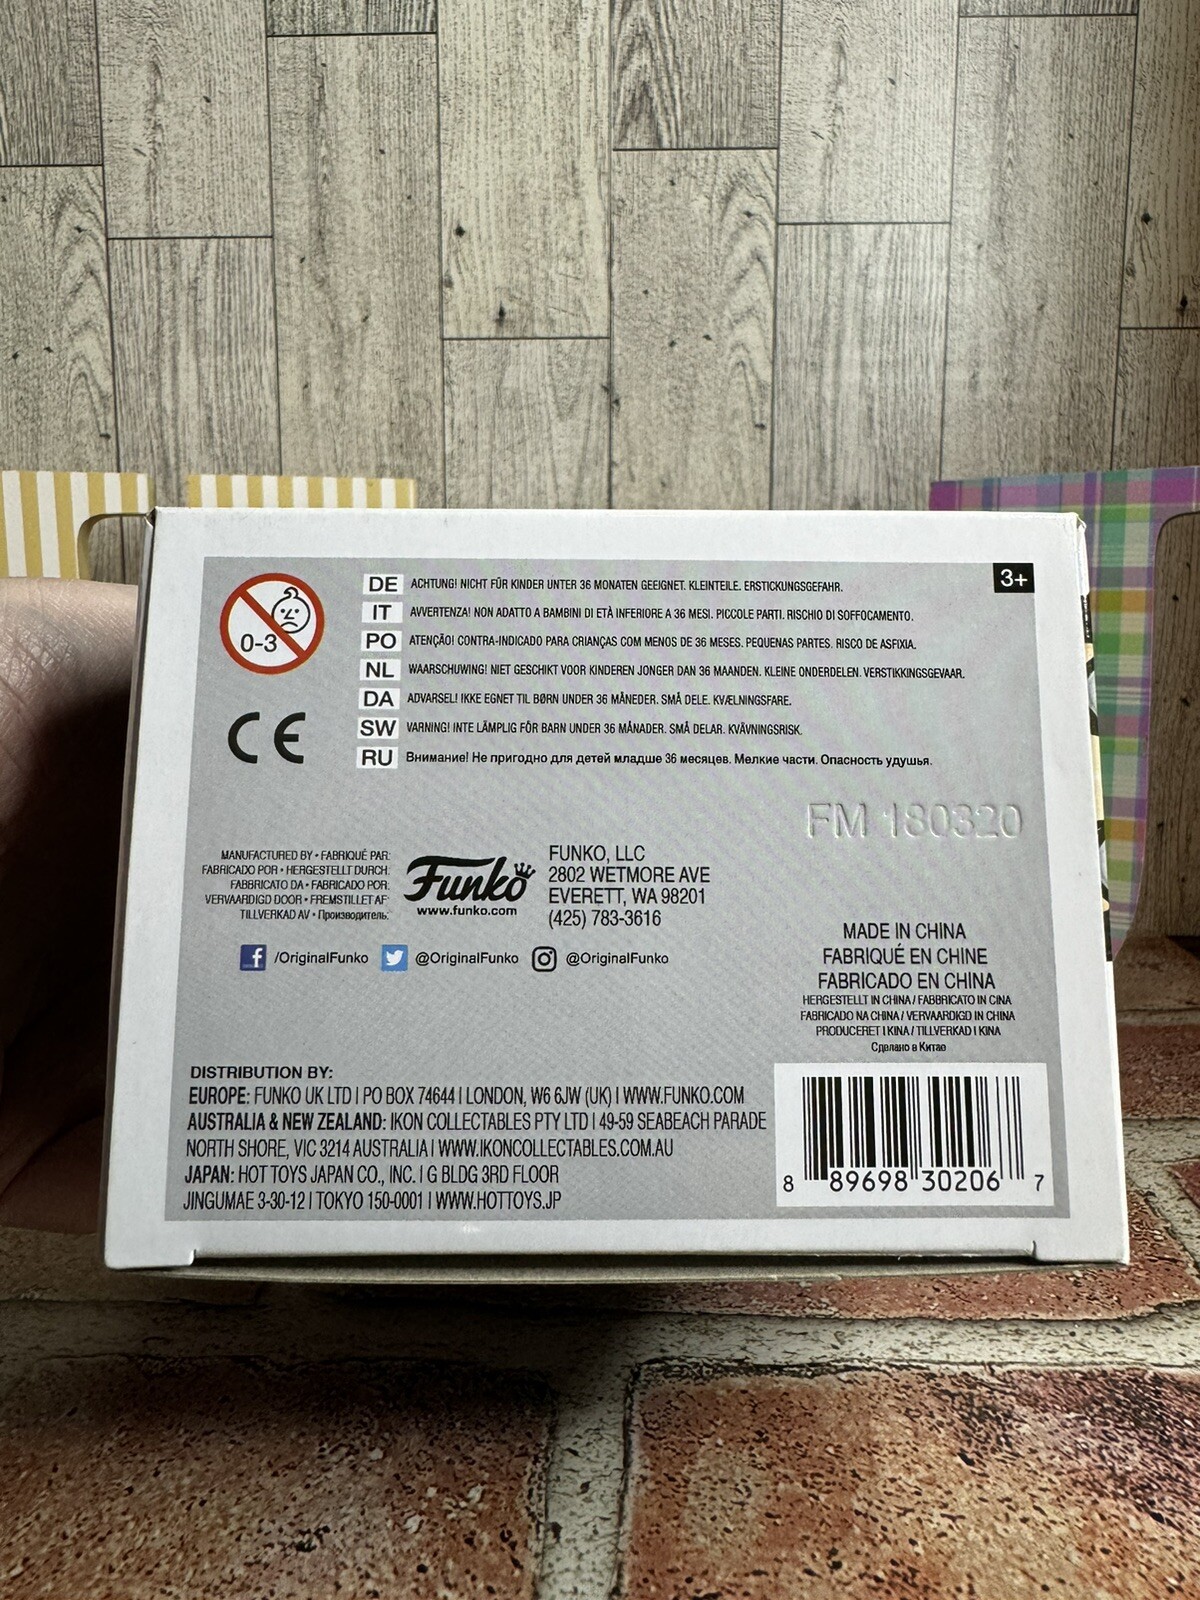 3+
0-3
DE ACHTUNG! NICHT FÜR KINDER UNTER 36 MONATEN GEEIGNET. KLEINTEILE. ERSTICKUNGSGEFAHR.
IT AVVERTENZA! NON ADATTO A BAMBINI DI ETÀ INFERIORE A 36 MESI. PICCOLE PARTI. RISCHIO DI SOFFOCAMENTO.
PO ATENÇÃO! CONTRA-INDICADO PARA CRIANÇAS COM MENOS DE 36 MESES. PEQUENAS PARTES. RISCO DE ASFIXIA.
NL WAARSCHUWING! NIET GESCHIKT VOOR KINDEREN JONGER DAN 36 MAANDEN. KLEINE ONDERDELEN. VERSTIKKINGSGEVAAR.
DA ADVARSEL! IKKE EGNET TIL BØRN UNDER 36 MÅNEDER. SMÅ DELE. KVÆLNINGSFARE.
SW VARNING! INTE LÄMPLIG FÖR BARN UNDER 36 MÅNADER. SMÅ DELAR. KVÄVNINGSRISK.
RU Внимание! Не пригодно для детей младше 36 месяцев. Мелкие части. Опасность удушья.
CE
FM 180320
MANUFACTURED BY • FABRIQUÉ PAR:
FABRICADO POR • HERGESTELLT DURCH:
FABBRICATO DA • FABRICADO POR:
VERVAARDIGD DOOR • FREMSTILLET AF
TILLVERKAD AV • Производитель:
Funko
www.funko.com
FUNKO, LLC
2802 WETMORE AVE
EVERETT, WA 98201
(425) 783-3616
/OriginalFunko @OriginalFunko @OriginalFunko
MADE IN CHINA
FABRIQUÉ EN CHINE
FABRICADO EN CHINA
HERGESTELLT IN CHINA / FABBRICATO IN CINA
FABRICADO NA CHINA / VERVAARDIGD IN CHINA
PRODUCERET I KINA / TILLVERKAD I KINA
Сделано в Китае
DISTRIBUTION BY:
EUROPE: FUNKO UK LTD | PO BOX 74644 | LONDON, W6 6JW (UK) | WWW.FUNKO.COM
AUSTRALIA & NEW ZEALAND: IKON COLLECTABLES PTY LTD | 49-59 SEABEACH PARADE
NORTH SHORE, VIC 3214 AUSTRALIA | WWW.IKONCOLLECTABLES.COM.AU
JAPAN: HOT TOYS JAPAN CO., INC. | G BLDG 3RD FLOOR
JINGUMAE 3-30-12 | TOKYO 150-0001 | WWW.HOTTOYS.JP
8 89698 30206 7